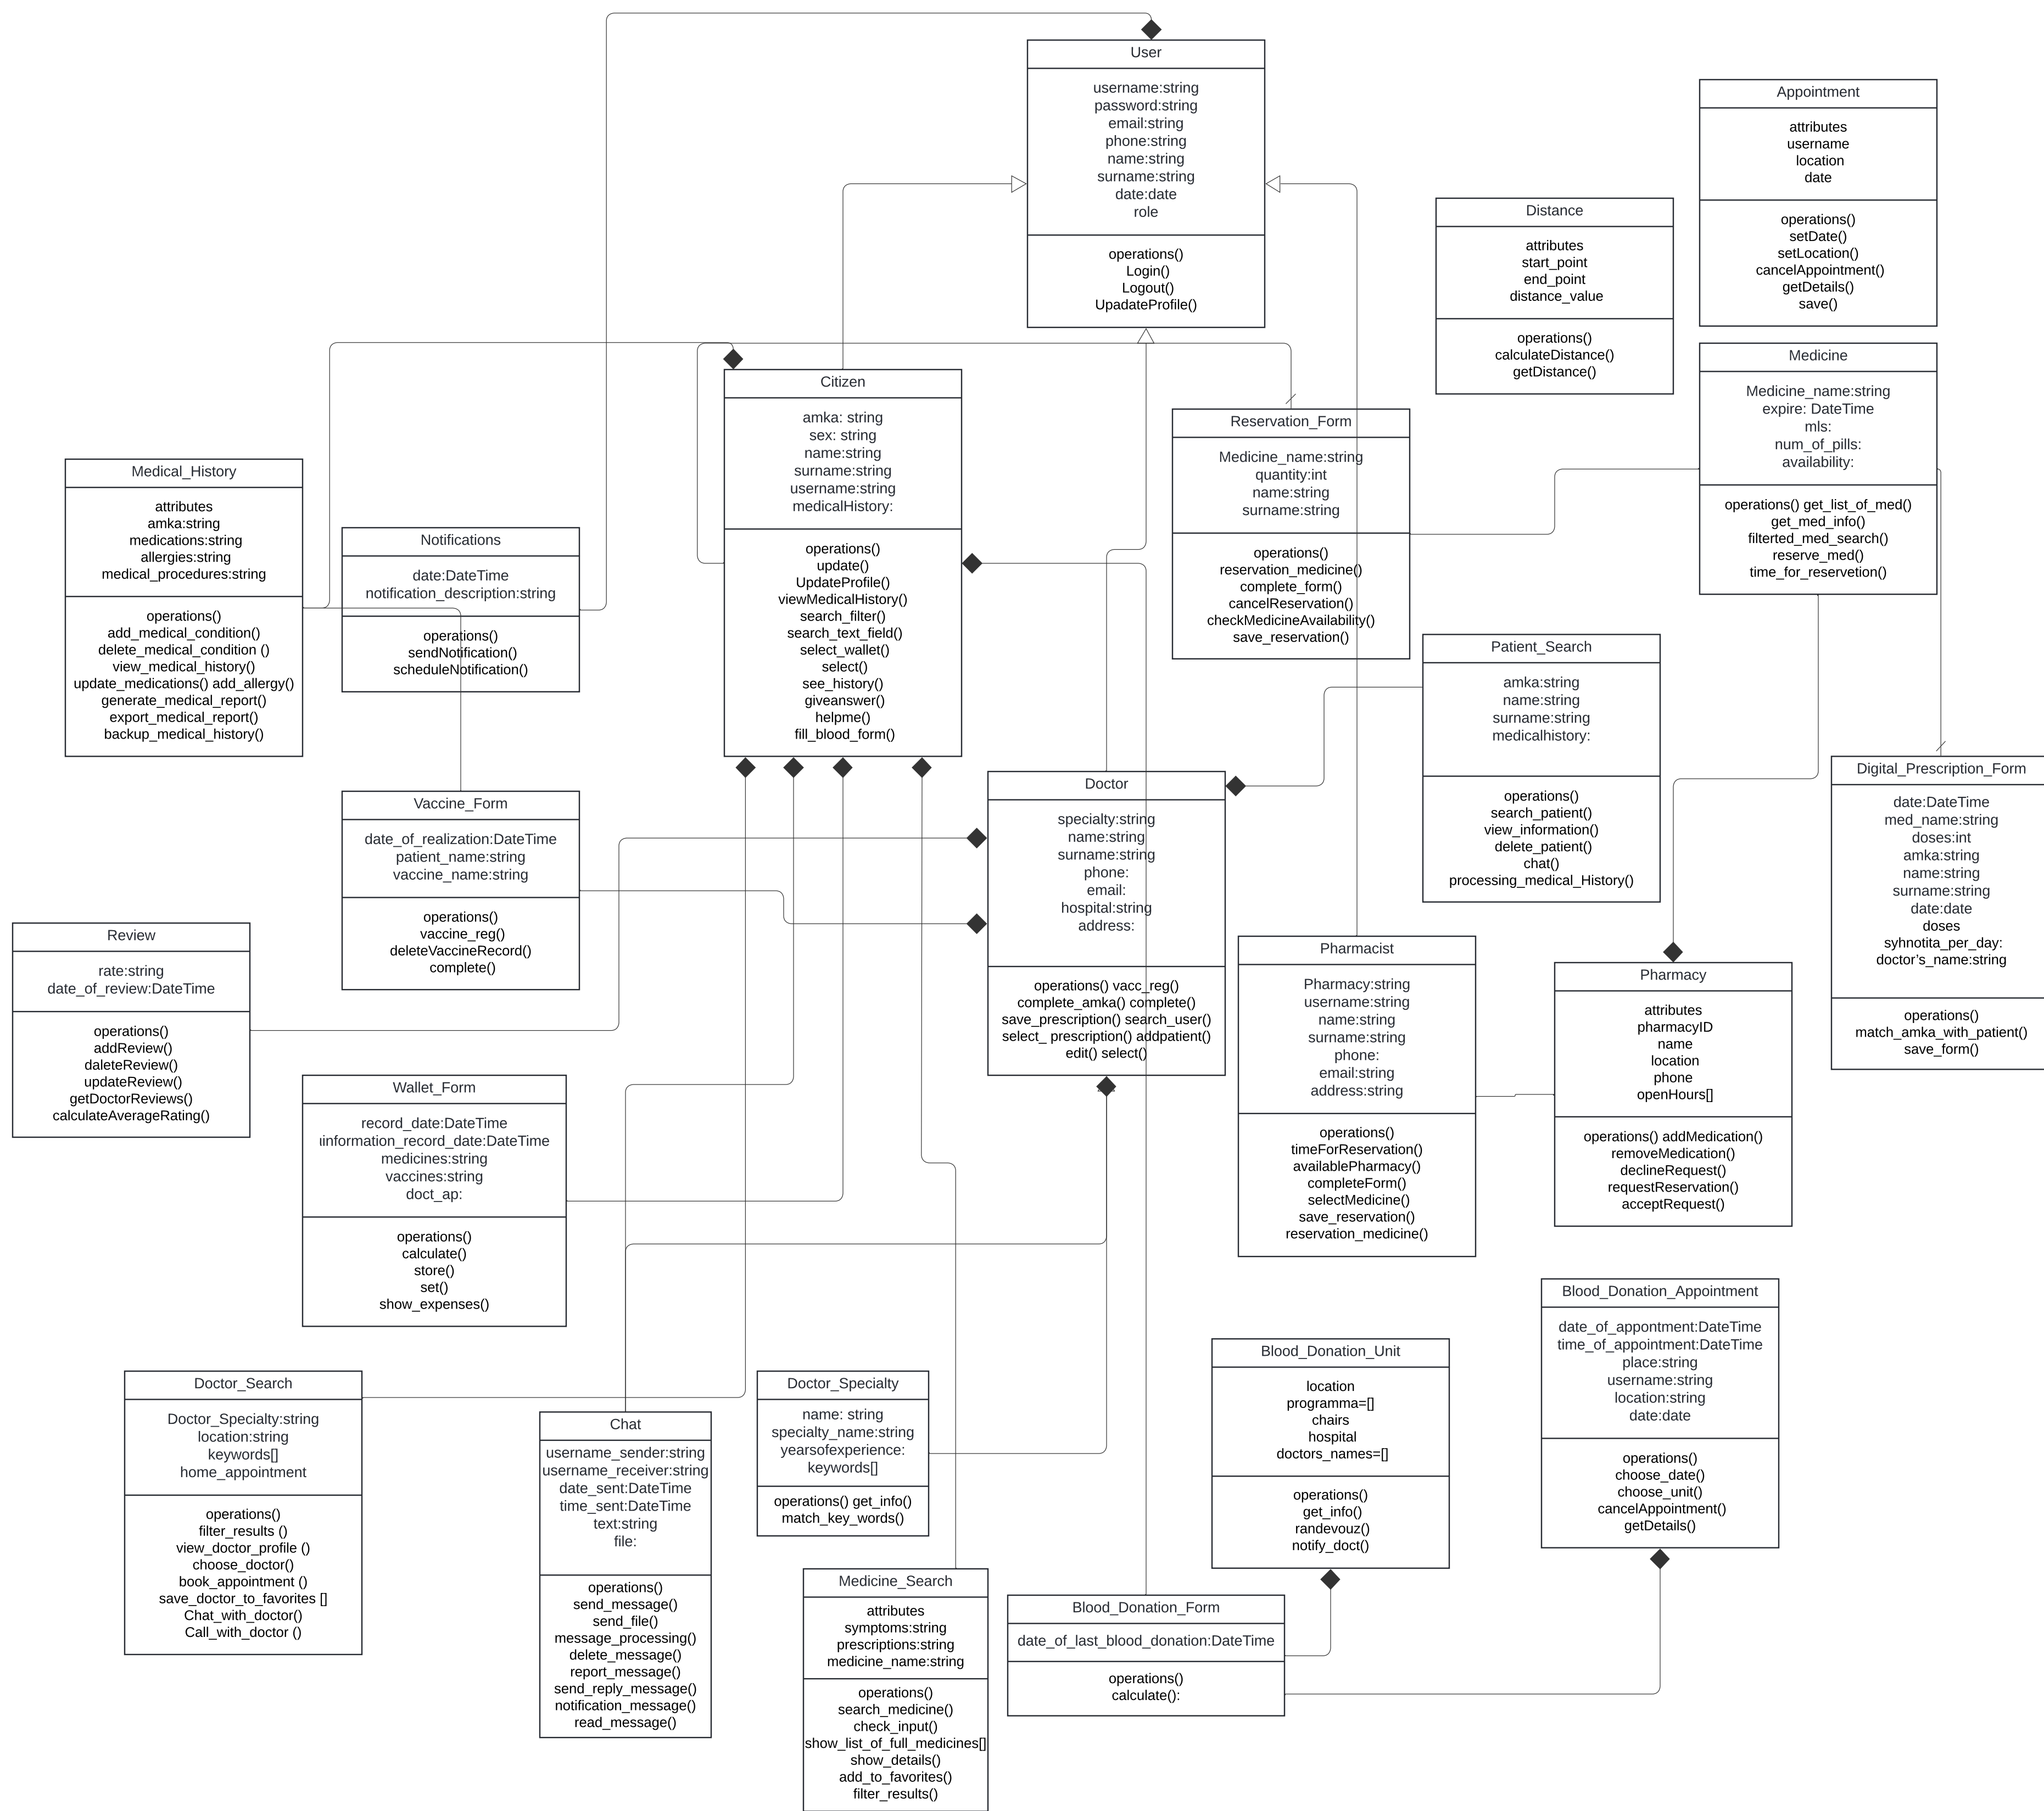 User
username:string
password:string
email:string
phone:string
name:string
surname:string
date:date
role
operations()
Login()
Logout()
UpadateProfile()
Appointment
attributes
username
location
date
operations()
setDate()
setLocation()
cancelAppointment()
getDetails()
save()
Distance
attributes
start_point
end_point
distance_value
operations()
calculateDistance()
getDistance()
Medicine
Medicine_name:string
expire: DateTime
mls:
num_of_pills:
availability:
operations() get_list_of_med()
get_med_info()
filterted_med_search()
reserve_med()
time_for_reservetion()
Citizen
amka: string
sex: string
name:string
surname:string
username:string
medicalHistory:
operations()
update()
UpdateProfile()
viewMedicalHistory()
search_filter()
search_text_field()
select_wallet()
select()
see_history()
giveanswer()
helpme()
fill_blood_form()
Reservation_Form
Medicine_name:string
quantity:int
name:string
surname:string
operations()
reservation_medicine()
complete_form()
cancelReservation()
checkMedicineAvailability()
save_reservation()
Medical_History
attributes
amka:string
medications:string
allergies:string
medical_procedures:string
operations()
add_medical_condition()
delete_medical_condition ()
view_medical_history()
update_medications() add_allergy()
generate_medical_report()
export_medical_report()
backup_medical_history()
Notifications
date:DateTime
notification_description:string
operations()
sendNotification()
scheduleNotification()
Patient_Search
amka:string
name:string
surname:string
medicalhistory:
operations()
search_patient()
view_information()
delete_patient()
chat()
processing_medical_History()
Digital_Prescription_Form
date:DateTime
med_name:string
doses:int
amka:string
name:string
surname:string
date:date
doses
syhnotita_per_day:
doctor’s_name:string
operations()
match_amka_with_patient()
save_form()
Doctor
specialty:string
name:string
surname:string
phone:
email:
hospital:string
address:
operations() vacc_reg()
complete_amka() complete()
save_prescription() search_user()
select_ prescription() addpatient()
edit() select()
Vaccine_Form
date_of_realization:DateTime
patient_name:string
vaccine_name:string
operations()
vaccine_reg()
deleteVaccineRecord()
complete()
Review
rate:string
date_of_review:DateTime
operations()
addReview()
daleteReview()
updateReview()
getDoctorReviews()
calculateAverageRating()
Pharmacist
Pharmacy:string
username:string
name:string
surname:string
phone:
email:string
address:string
operations()
timeForReservation()
availablePharmacy()
completeForm()
selectMedicine()
save_reservation()
reservation_medicine()
Pharmacy
attributes
pharmacyID
name
location
phone
openHours[]
operations() addMedication()
removeMedication()
declineRequest()
requestReservation()
acceptRequest()
Wallet_Form
record_date:DateTime
iinformation_record_date:DateTime
medicines:string
vaccines:string
doct_ap:
operations()
calculate()
store()
set()
show_expenses()
Blood_Donation_Appointment
date_of_appontment:DateTime
time_of_appointment:DateTime
place:string
username:string
location:string
date:date
operations()
choose_date()
choose_unit()
cancelAppointment()
getDetails()
Blood_Donation_Unit
location
programma=[]
chairs
hospital
doctors_names=[]
operations()
get_info()
randevouz()
notify_doct()
Doctor_Search
Doctor_Specialty:string
location:string
keywords[]
home_appointment
operations()
filter_results ()
view_doctor_profile ()
choose_doctor()
book_appointment ()
save_doctor_to_favorites []
Chat_with_doctor()
Call_with_doctor ()
Chat
username_sender:string
username_receiver:string
date_sent:DateTime
time_sent:DateTime
text:string
file:
operations()
send_message()
send_file()
message_processing()
delete_message()
report_message()
send_reply_message()
notification_message()
read_message()
Doctor_Specialty
name: string
specialty_name:string
yearsofexperience:
keywords[]
operations() get_info()
match_key_words()
Medicine_Search
attributes
symptoms:string
prescriptions:string
medicine_name:string
operations()
search_medicine()
check_input()
show_list_of_full_medicines[]
show_details()
add_to_favorites()
filter_results()
Blood_Donation_Form
date_of_last_blood_donation:DateTime
operations()
calculate():